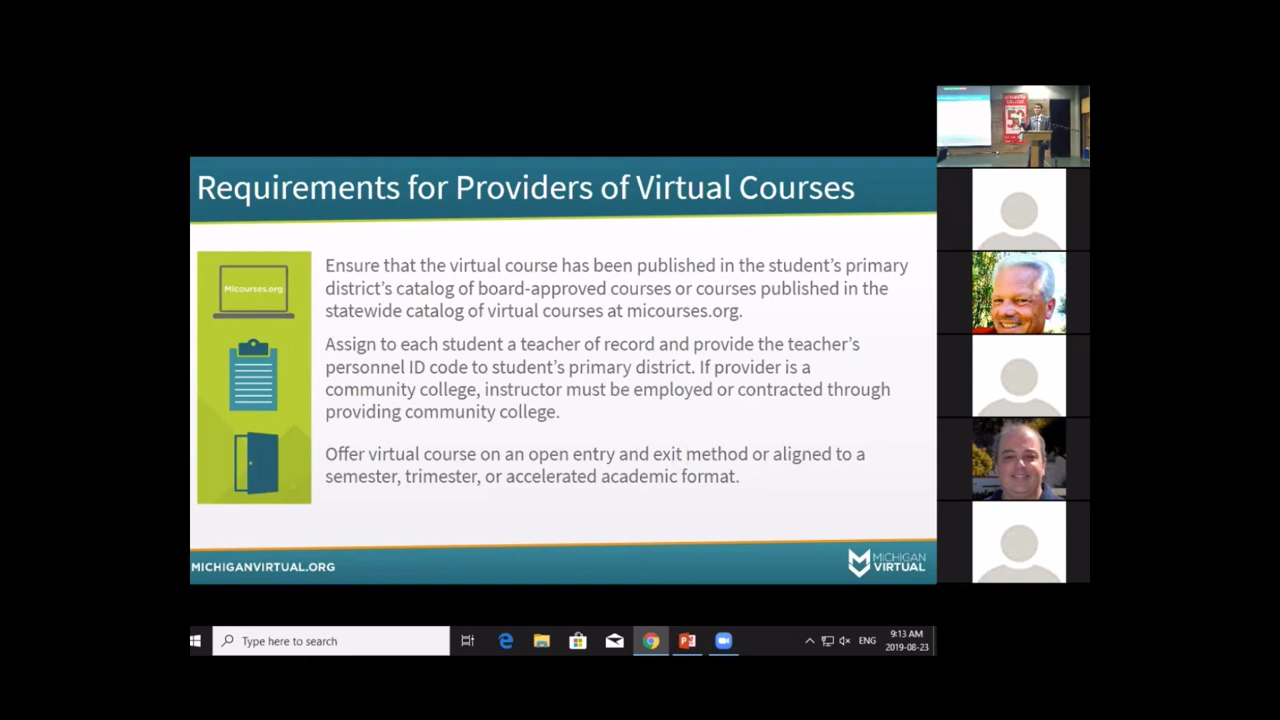 Requirements for Providers of Virtual Courses
Micourses.org
Ensure that the virtual course has been published in the student’s primary
district’s catalog of board-approved courses or courses published in the
statewide catalog of virtual courses at micourses.org.
Assign to each student a teacher of record and provide the teacher’s
personnel ID code to student’s primary district. If provider is a
community college, instructor must be employed or contracted through
providing community college.
Offer virtual course on an open entry and exit method or aligned to a
semester, trimester, or accelerated academic format.
MICHIGANVIRTUAL.ORG
MICHIGAN
VIRTUAL
Type here to search
ENG
9:13 AM
2019-08-23